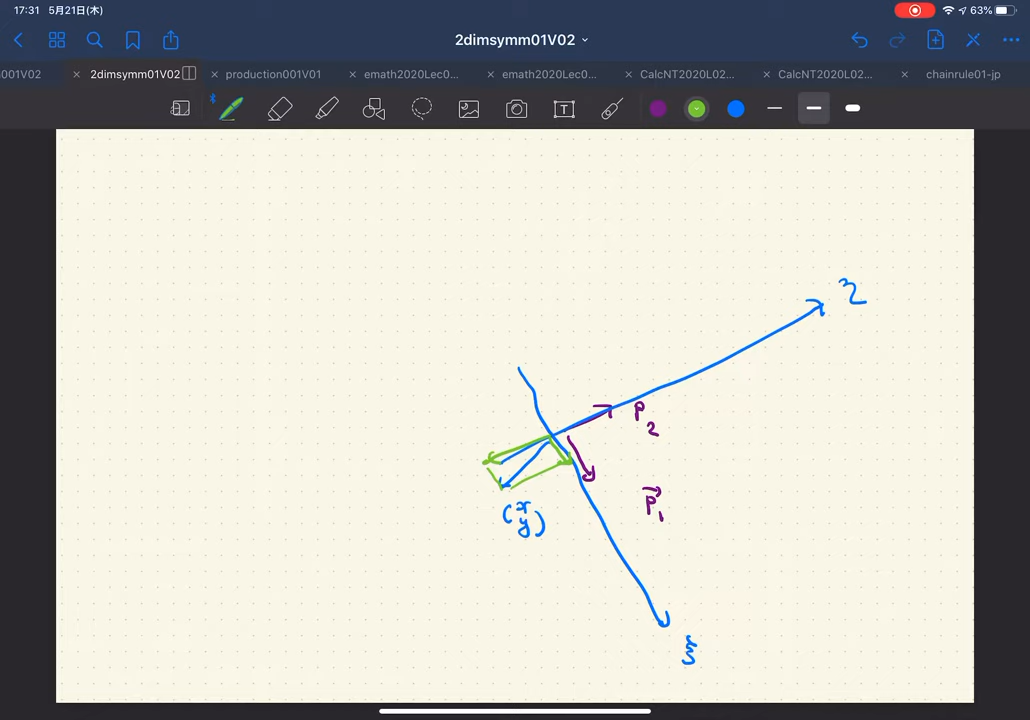 17:31 5月21日(木)
63%
2dimsymm01V02
001V02
2dimsymm01V02
production001V01
emath2020Lec0...
emath2020Lec0...
CalcNT2020L02...
CalcNT2020L02...
chainrule01-jp
T
η
p 2
p⃗ 1
(x y)
ξ